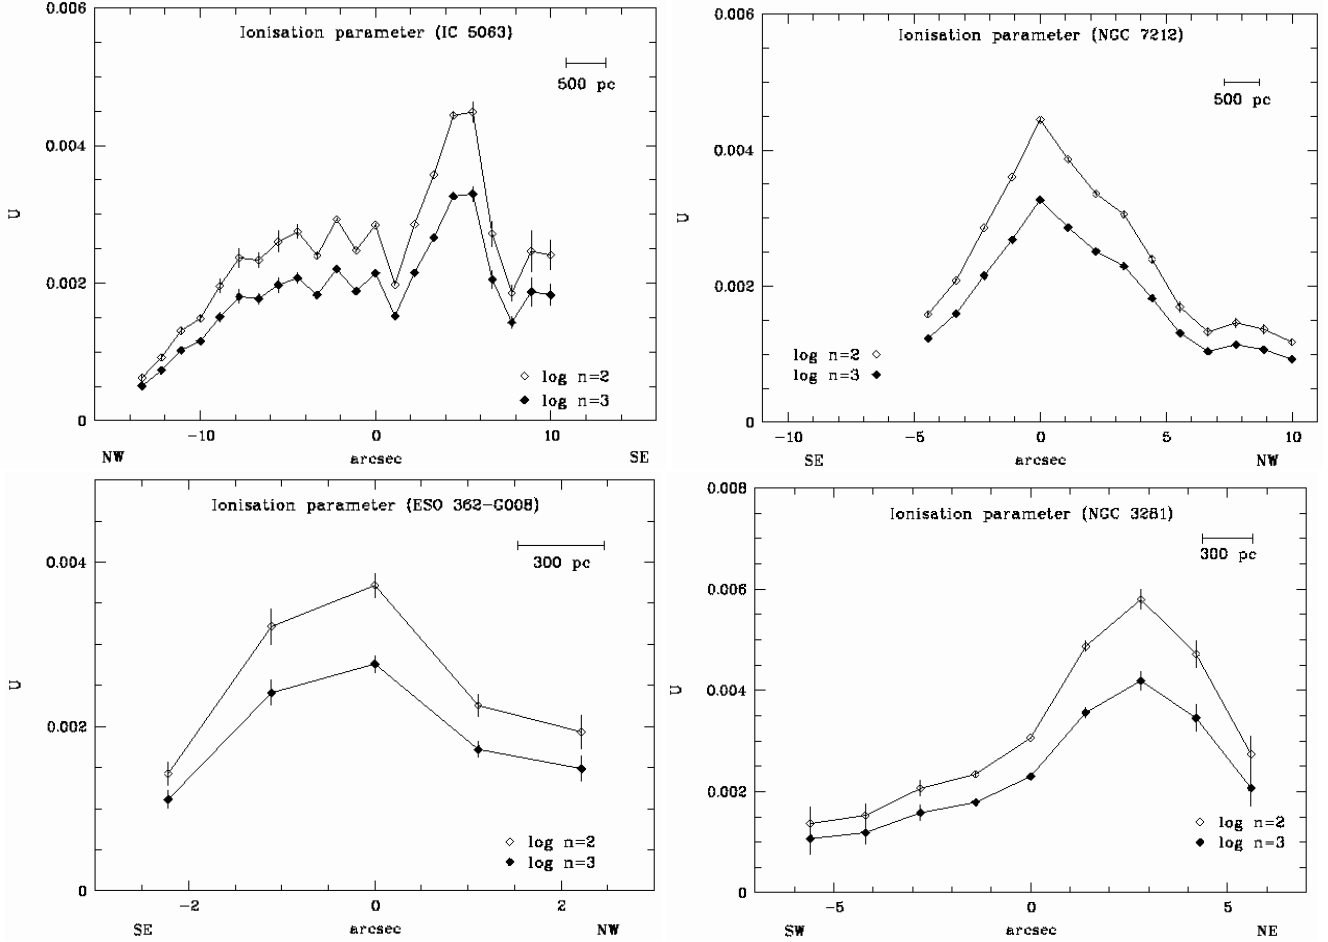 Ionisation parameter (IC 5063)
500 pc
0.006
0.004
0.002
0
U
log n=2
log n=3
-10 0 10
NW arcsec SE
Ionisation parameter (NGC 7212)
500 pc
0.006
0.004
0.002
0
U
log n=2
log n=3
-10 -5 0 5 10
SE arcsec NW
Ionisation parameter (ESO 362-G008)
300 pc
0.004
0.002
0
U
log n=2
log n=3
-2 0 2
SE arcsec NW
Ionisation parameter (NGC 3281)
300 pc
0.008
0.006
0.004
0.002
0
U
log n=2
log n=3
-5 0 5
SW arcsec NE